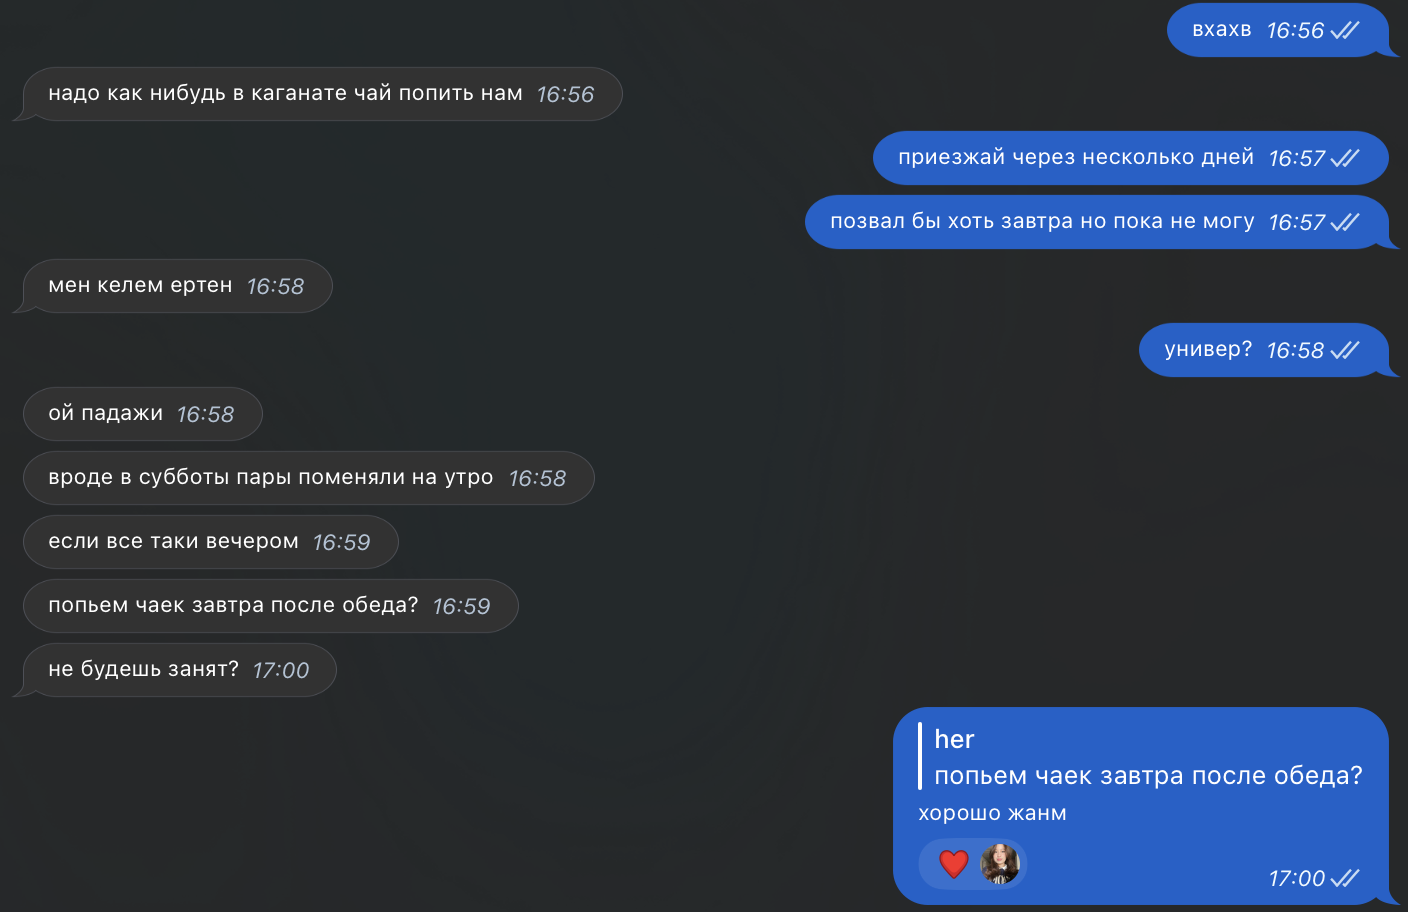 вхахв 16:56
надо как нибудь в каганате чай попить нам 16:56
приезжай через несколько дней 16:57
позвал бы хоть завтра но пока не могу 16:57
мен келем ертен 16:58
универ? 16:58
ой падажи 16:58
вроде в субботы пары поменяли на утро 16:58
если все таки вечером 16:59
попьем чаек завтра после обеда? 16:59
не будешь занят? 17:00
her
попьем чаек завтра после обеда?
хорошо жанм
17:00